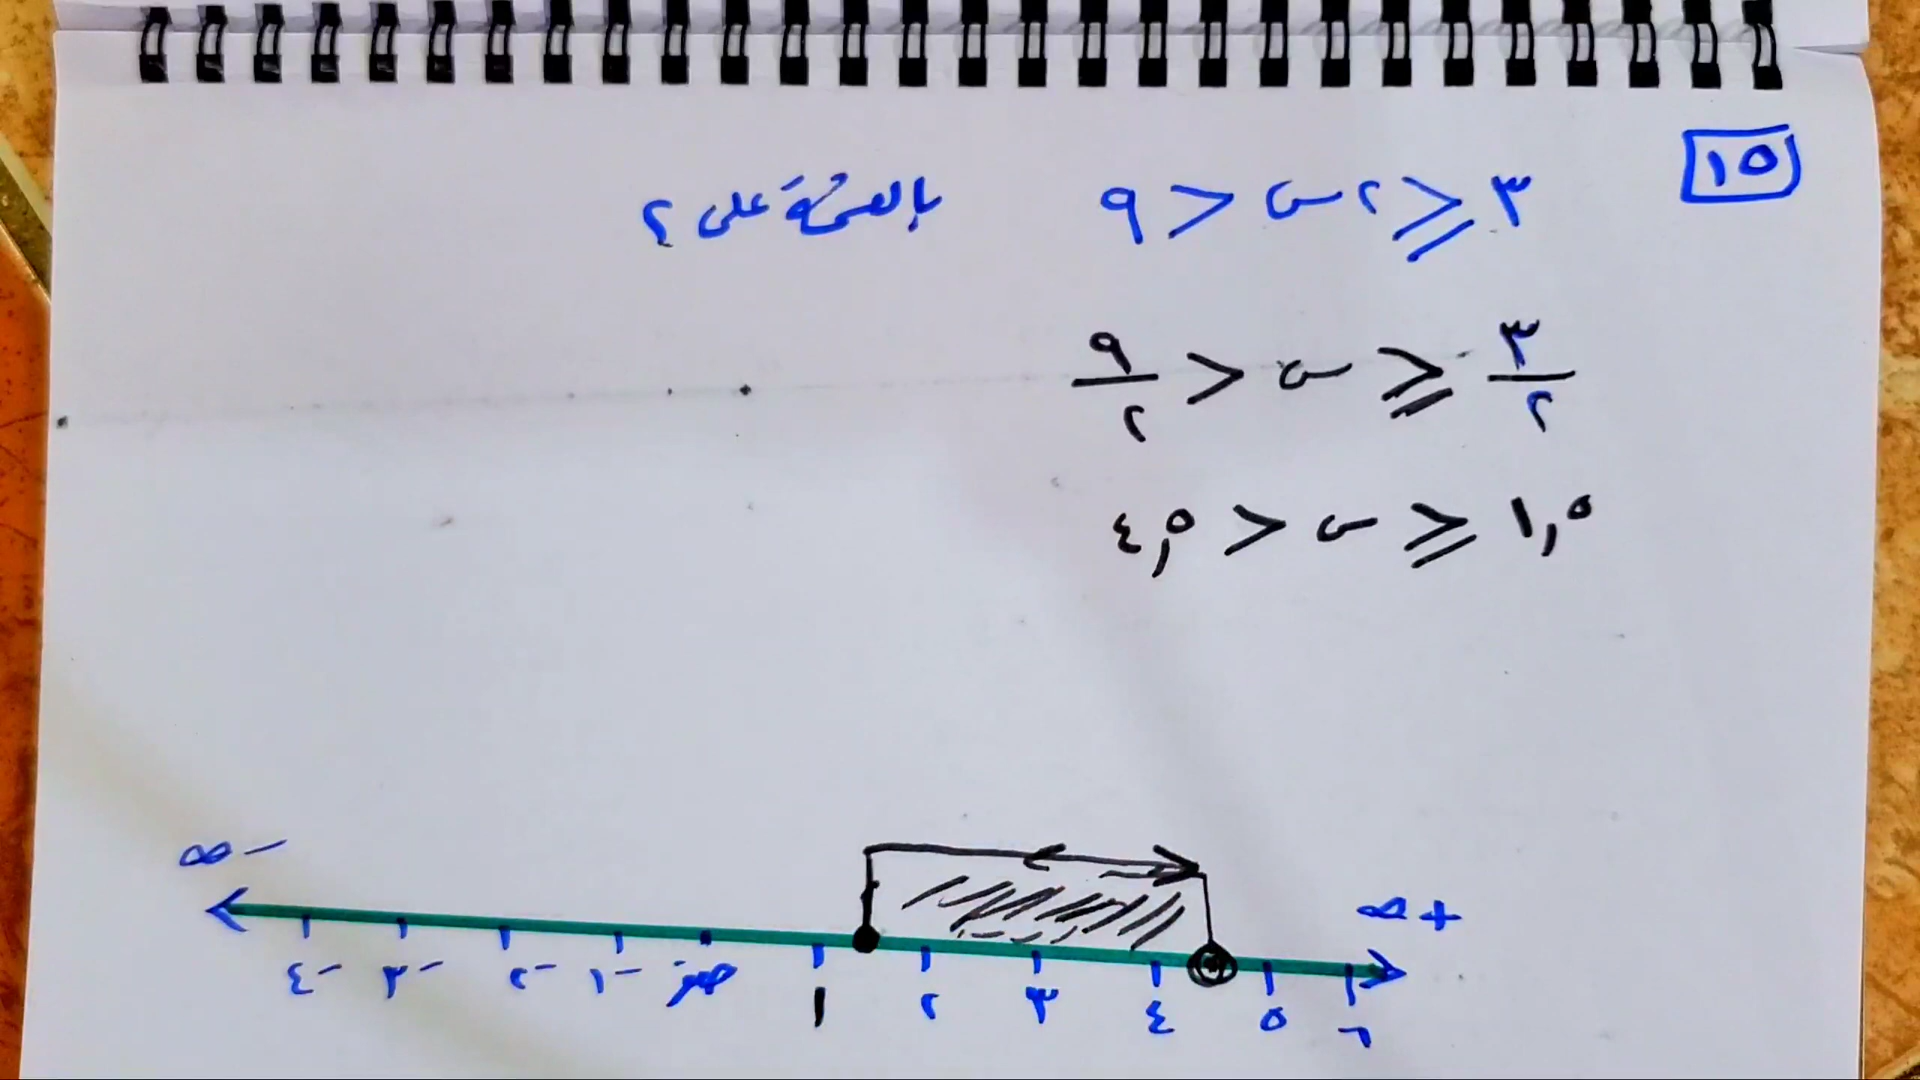 ١٥
٣ ≤ ٢س < ٩ بالقسمة على ٢
٣/٢ ≤ س < ٩/٢
١,٥ ≤ س < ٤,٥
-∞ +∞
-٤ -٣ -٢ -١ صفر ١ ٢ ٣ ٤ ٥ ٦